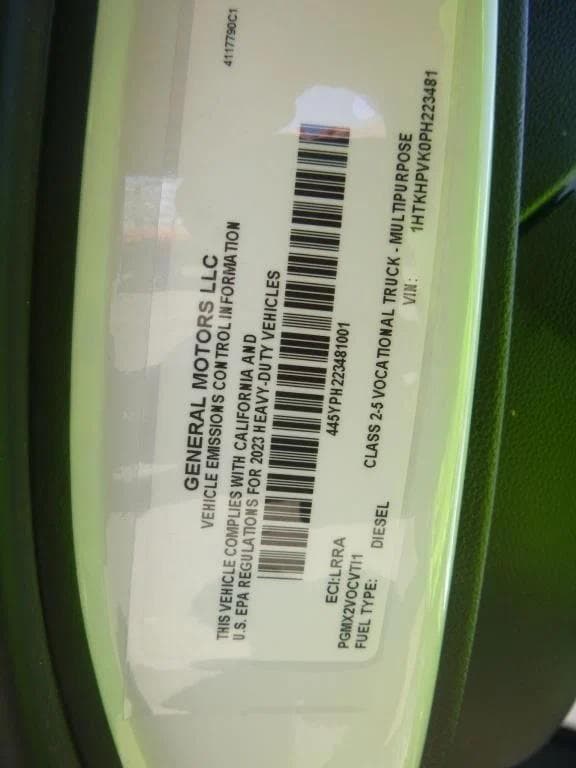 4117790C1
GENERAL MOTORS LLC
VEHICLE EMISSIONS CONTROL INFORMATION
THIS VEHICLE COMPLIES WITH CALIFORNIA AND
U.S. EPA REGULATIONS FOR 2023 HEAVY-DUTY VEHICLES
445YPH223481001
ECI:LRRA
PGMX2VOCVTI1
FUEL TYPE: DIESEL CLASS 2-5 VOCATIONAL TRUCK - MULTIPURPOSE
VIN: 1HTKHPVK0PH223481